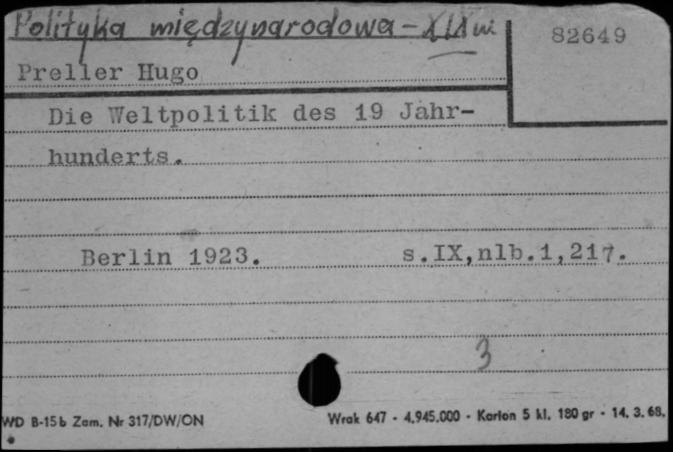 Polityka międzynarodowa - XIX w.
82649
Preller Hugo
Die Weltpolitik des 19 Jahr-
hunderts.
Berlin 1923. s.IX,nlb.1,217.
3
WD B-15b Zam. Nr 317/DW/ON Wrak 647 - 4.945.000 - Karton 5 kl. 180 gr - 14. 3. 68.